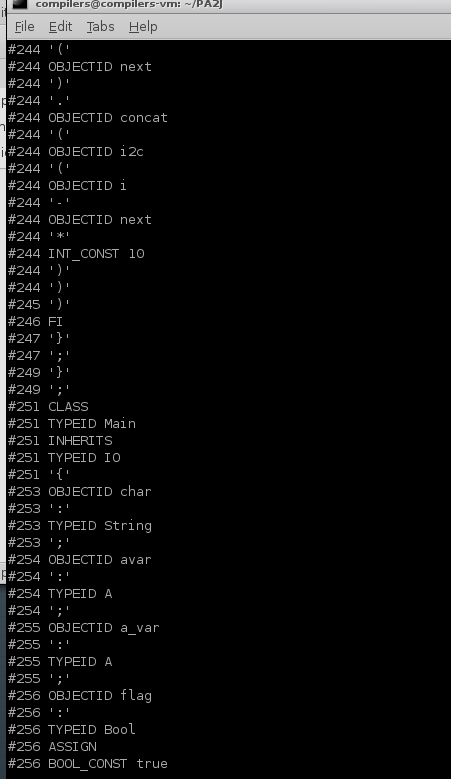 compilers@compilers-vm: ~/PA2J
File Edit Tabs Help
#244 '('
#244 OBJECTID next
#244 ')'
#244 '.'
#244 OBJECTID concat
#244 '('
#244 OBJECTID i2c
#244 '('
#244 OBJECTID i
#244 '-'
#244 OBJECTID next
#244 '*'
#244 INT_CONST 10
#244 ')'
#244 ')'
#245 ')'
#246 FI
#247 '}'
#247 ';'
#249 '}'
#249 ';'
#251 CLASS
#251 TYPEID Main
#251 INHERITS
#251 TYPEID IO
#251 '{'
#253 OBJECTID char
#253 ':'
#253 TYPEID String
#253 ';'
#254 OBJECTID avar
#254 ':'
#254 TYPEID A
#254 ';'
#255 OBJECTID a_var
#255 ':'
#255 TYPEID A
#255 ';'
#256 OBJECTID flag
#256 ':'
#256 TYPEID Bool
#256 ASSIGN
#256 BOOL_CONST true